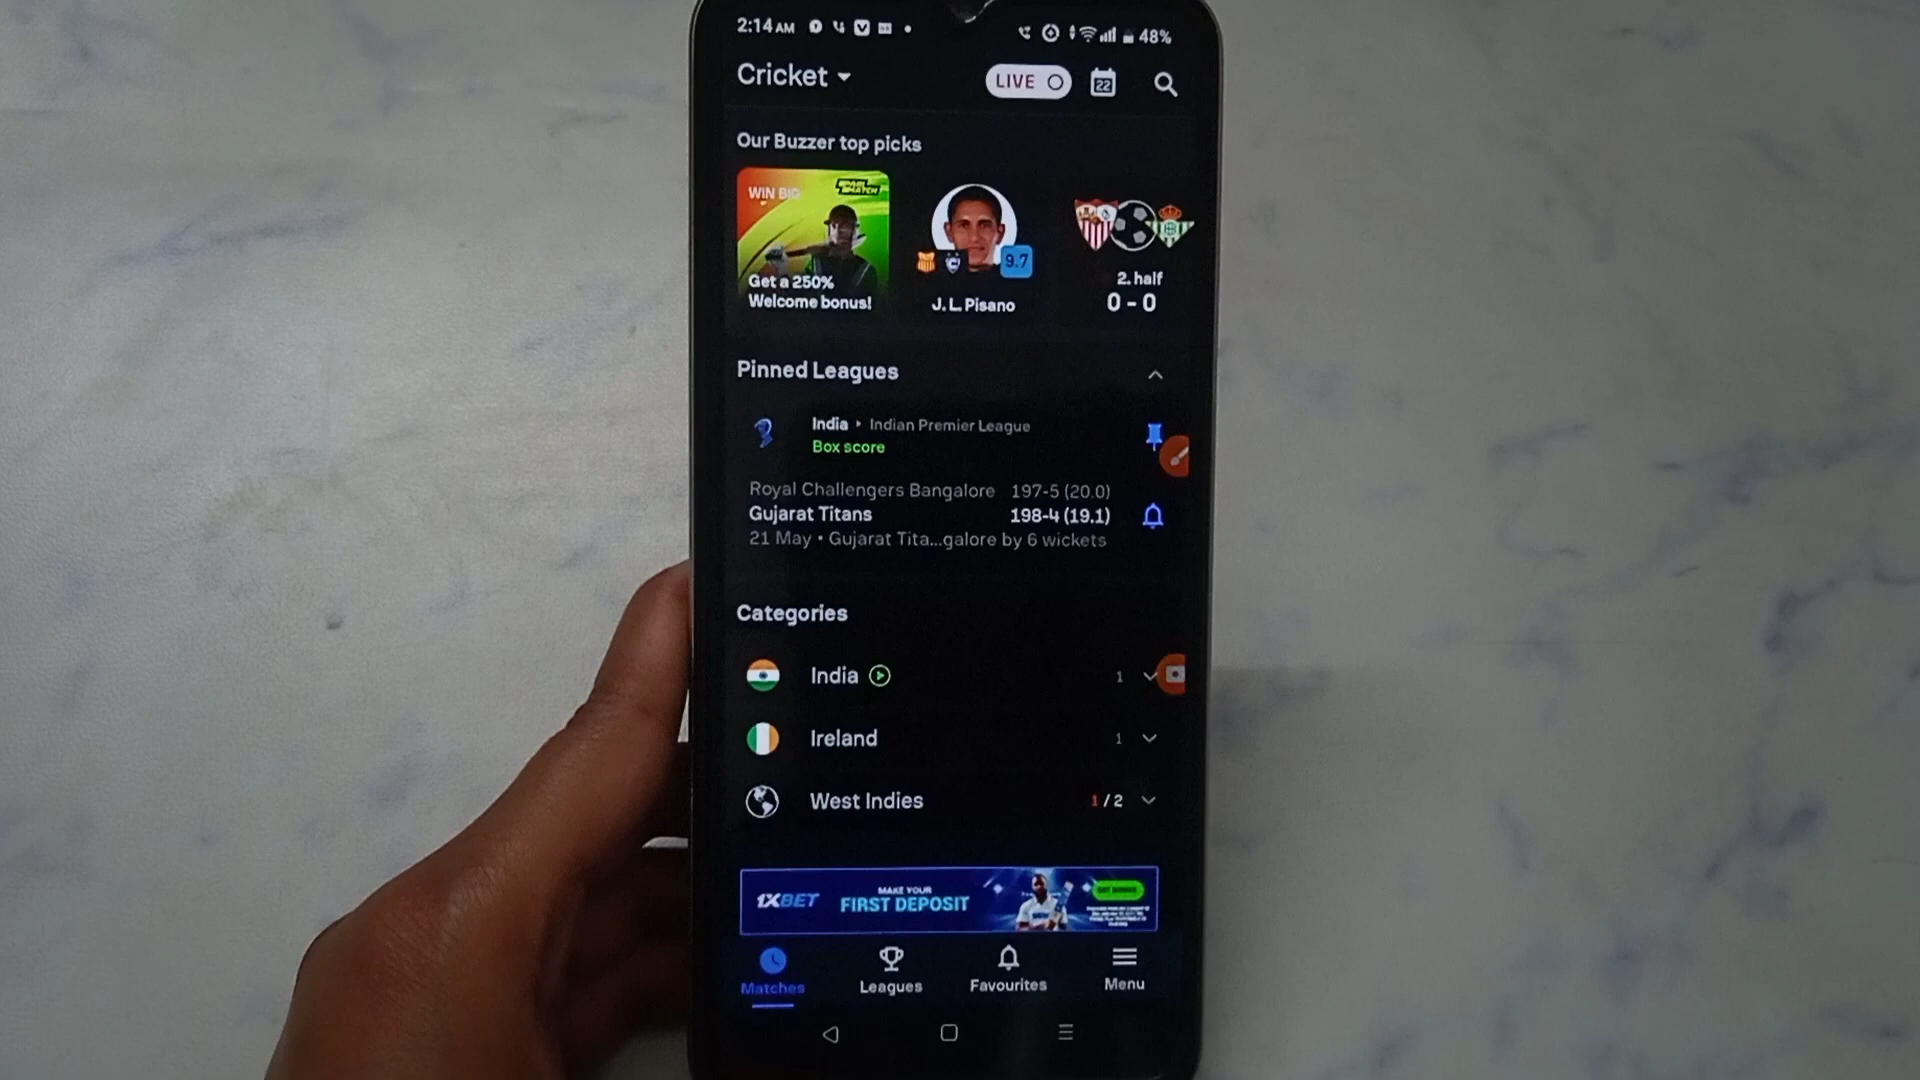 2:14 AM
48%
Cricket
LIVE
22
Our Buzzer top picks
WIN BIG
Get a 250%
Welcome bonus!
9.7
J. L. Pisano
2. half
0 - 0
Pinned Leagues
India ‣ Indian Premier League
Box score
Royal Challengers Bangalore 197-5 (20.0)
Gujarat Titans 198-4 (19.1)
21 May • Gujarat Tita...galore by 6 wickets
Categories
India 1
Ireland 1
West Indies 1 / 2
1XBET
MAKE YOUR
FIRST DEPOSIT
Matches
Leagues
Favourites
Menu